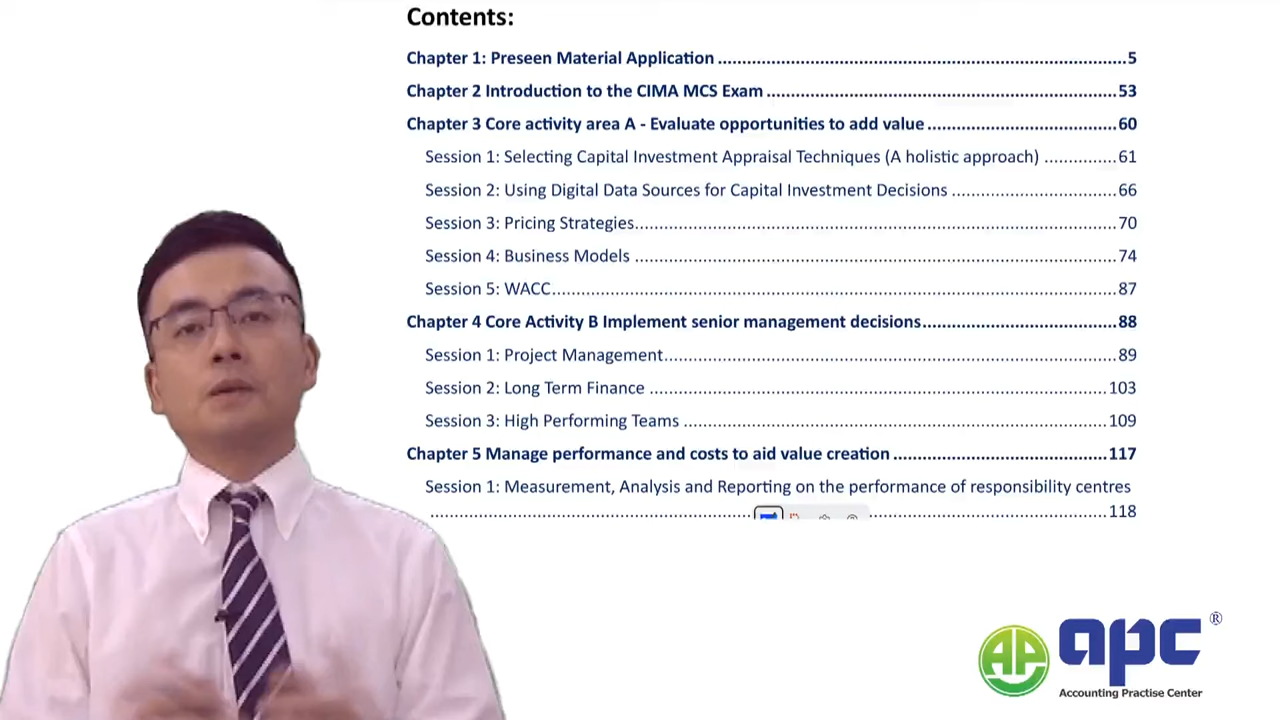 Contents:
Chapter 1: Preseen Material Application ........................................................................5
Chapter 2 Introduction to the CIMA MCS Exam ..............................................................53
Chapter 3 Core activity area A - Evaluate opportunities to add value ................................60
Session 1: Selecting Capital Investment Appraisal Techniques (A holistic approach) ...............61
Session 2: Using Digital Data Sources for Capital Investment Decisions ...............................66
Session 3: Pricing Strategies....................................................................................70
Session 4: Business Models ....................................................................................74
Session 5: WACC....................................................................................................87
Chapter 4 Core Activity B Implement senior management decisions.................................88
Session 1: Project Management................................................................................89
Session 2: Long Term Finance ................................................................................103
Session 3: High Performing Teams ..........................................................................109
Chapter 5 Manage performance and costs to aid value creation .....................................117
Session 1: Measurement, Analysis and Reporting on the performance of responsibility centres
....................................................................................................................118
AP
apc®
Accounting Practise Center